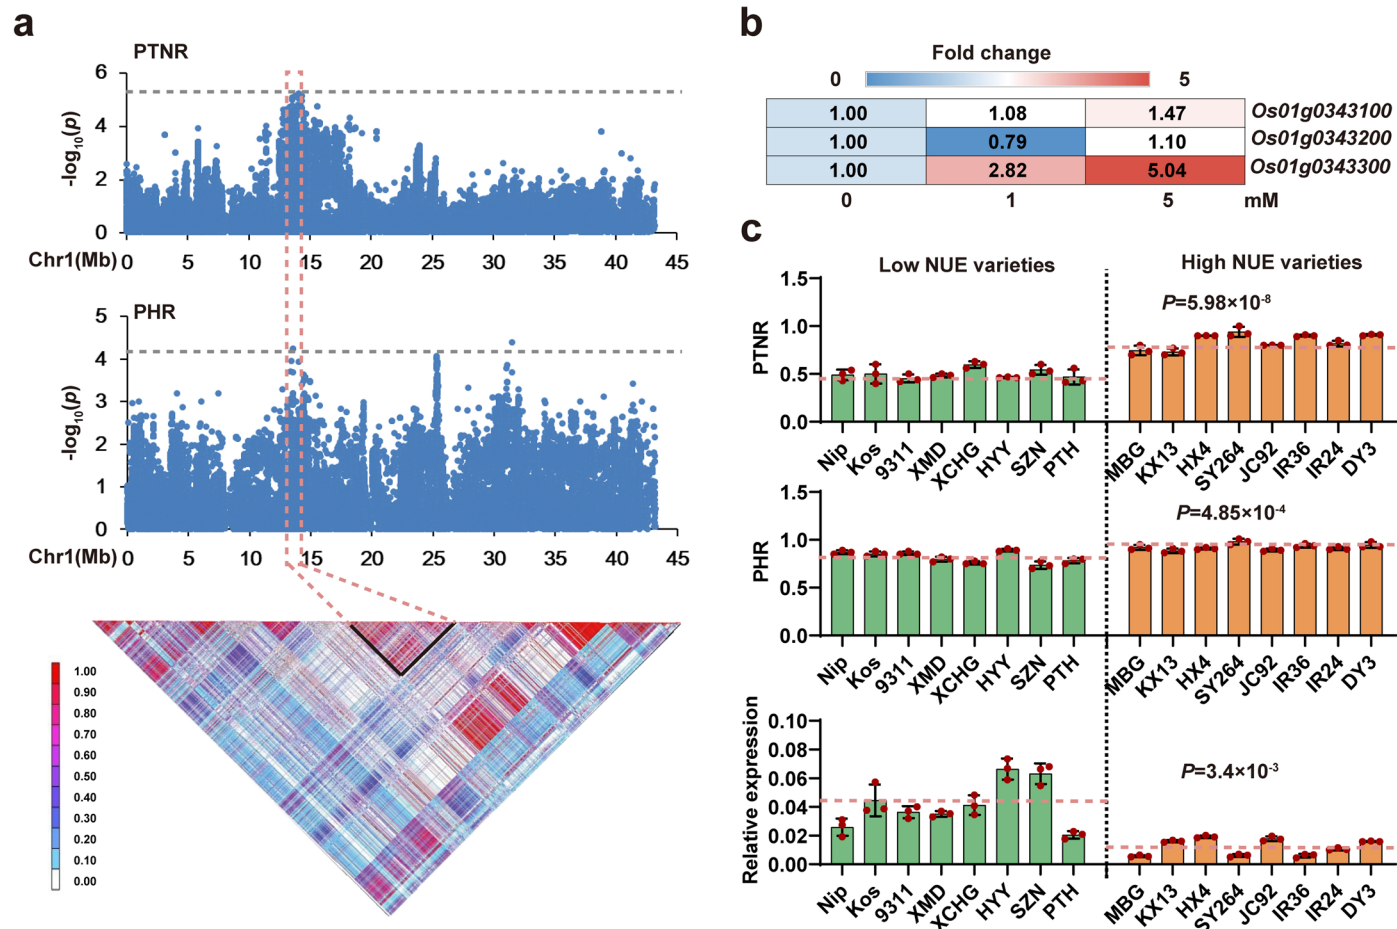 a
PTNR
6
4
2
0
-log10(p)
Chr1(Mb) 0 5 10 15 20 25 30 35 40 45
PHR
5
4
3
2
1
0
-log10(p)
Chr1(Mb) 0 5 10 15 20 25 30 35 40 45
1.00
0.90
0.80
0.70
0.60
0.50
0.40
0.30
0.20
0.10
0.00
b
Fold change
0 5
1.00 1.08 1.47 Os01g0343100
1.00 0.79 1.10 Os01g0343200
1.00 2.82 5.04 Os01g0343300
0 1 5 mM
c
Low NUE varieties High NUE varieties
PTNR
1.5
1.0
0.5
0.0
P=5.98×10-8
Nip Kos 9311 XMD XCHG HYY SZN PTH MBG KX13 HX4 SY264 JC92 IR36 IR24 DY3
PHR
1.5
1.0
0.5
0.0
P=4.85×10-4
Nip Kos 9311 XMD XCHG HYY SZN PTH MBG KX13 HX4 SY264 JC92 IR36 IR24 DY3
Relative expression
0.10
0.08
0.06
0.04
0.02
0.00
P=3.4×10-3
Nip Kos 9311 XMD XCHG HYY SZN PTH MBG KX13 HX4 SY264 JC92 IR36 IR24 DY3